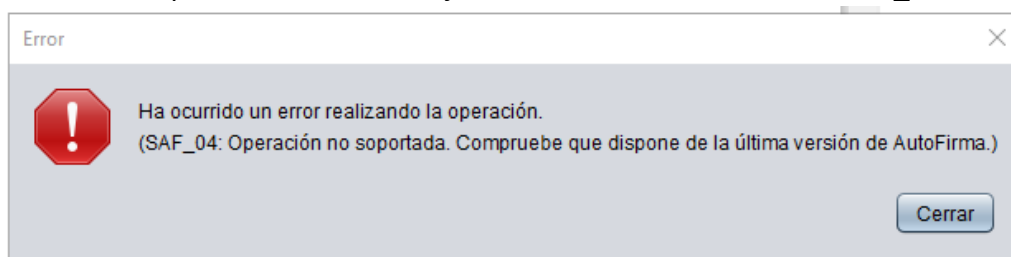 Error
Ha ocurrido un error realizando la operación.
(SAF_04: Operación no soportada. Compruebe que dispone de la última versión de AutoFirma.)
Cerrar